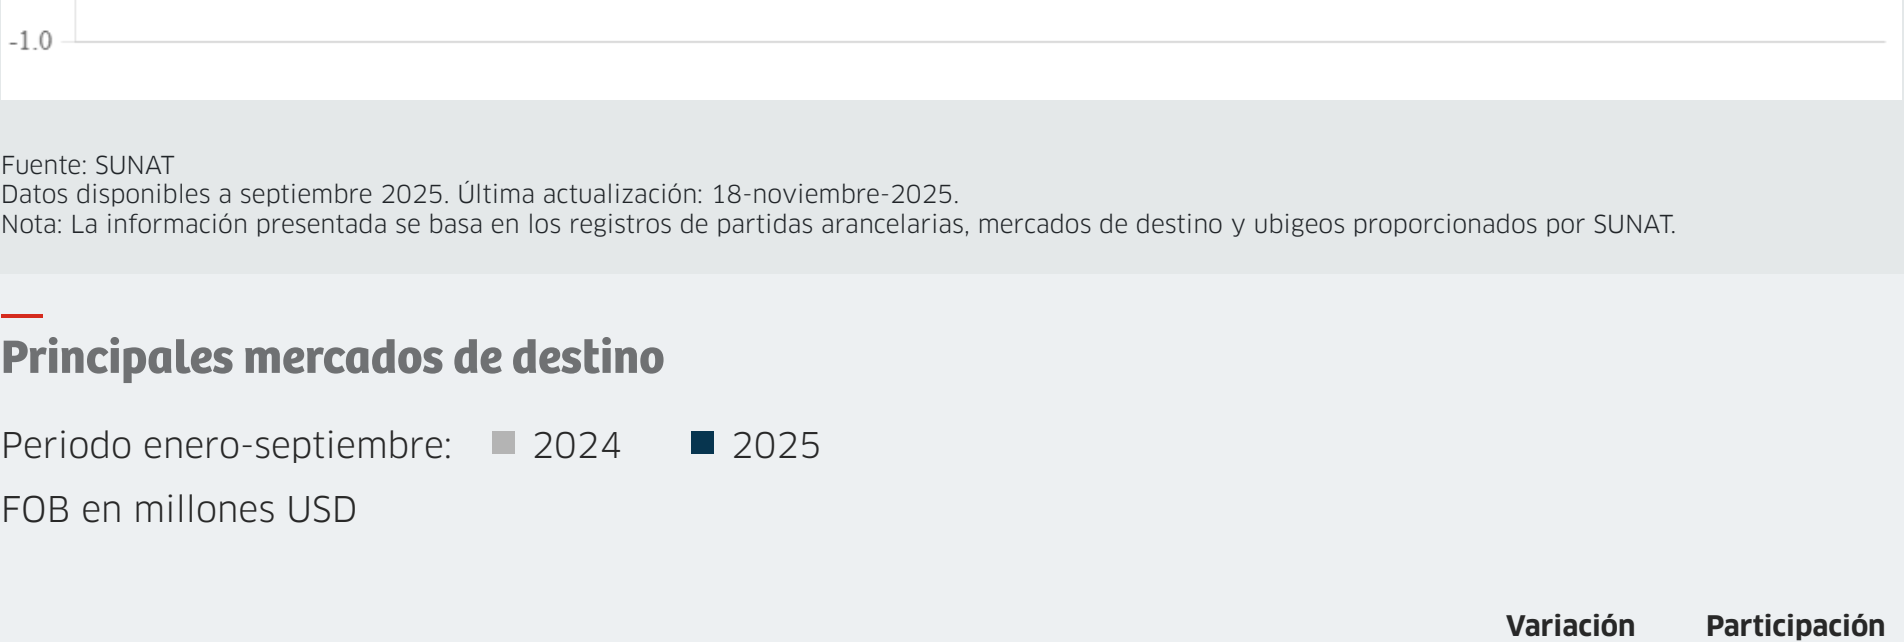 -1.0
Fuente: SUNAT
Datos disponibles a septiembre 2025. Última actualización: 18-noviembre-2025.
Nota: La información presentada se basa en los registros de partidas arancelarias, mercados de destino y ubigeos proporcionados por SUNAT.
Principales mercados de destino
Periodo enero-septiembre: 2024 2025
FOB en millones USD
Variación Participación